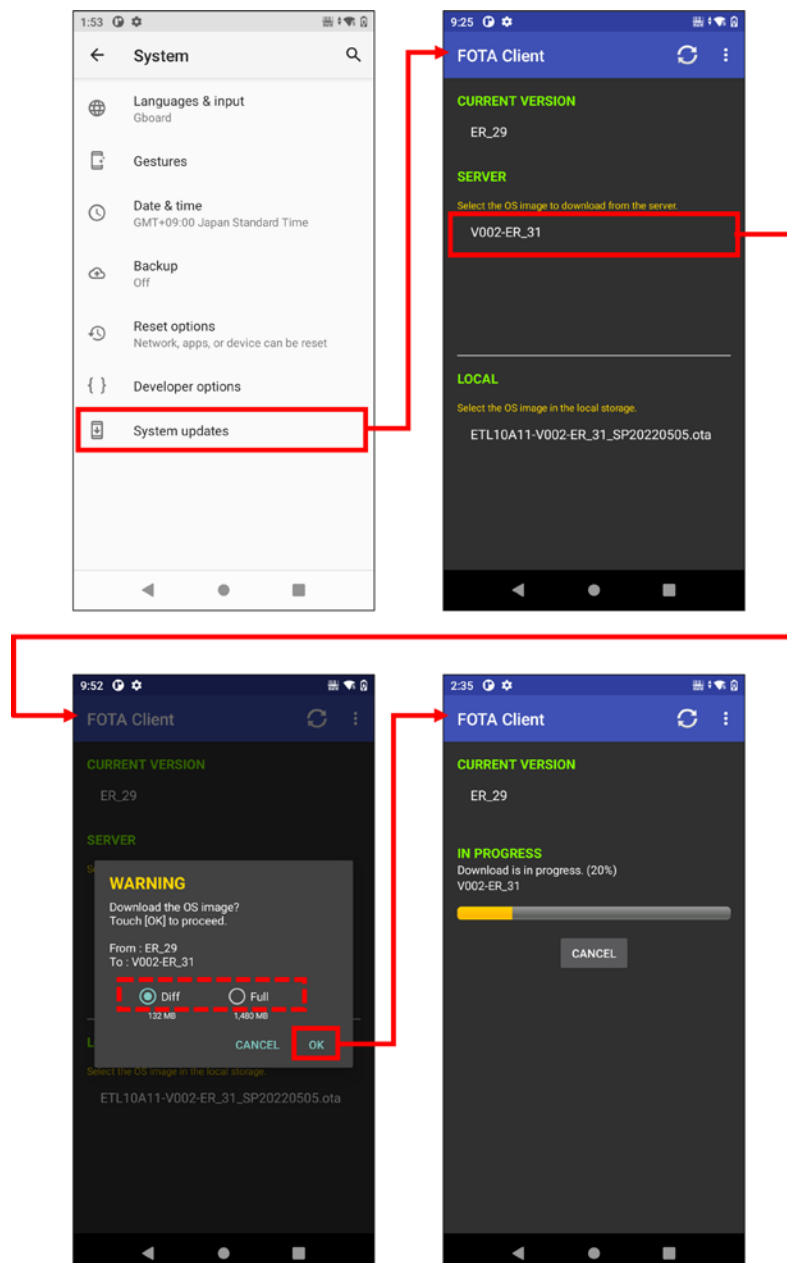 1:53
System
Languages & input
Gboard
Gestures
Date & time
GMT+09:00 Japan Standard Time
Backup
Off
Reset options
Network, apps, or device can be reset
{ } Developer options
System updates
9:25
FOTA Client
CURRENT VERSION
ER_29
SERVER
Select the OS image to download from the server.
V002-ER_31
LOCAL
Select the OS image in the local storage.
ETL10A11-V002-ER_31_SP20220505.ota
9:52
FOTA Client
CURRENT VERSION
ER_29
SERVER
S
WARNING
Download the OS image?
Touch [OK] to proceed.
From : ER_29
To : V002-ER_31
Diff Full
132 MB 1,480 MB
L CANCEL OK
Select the OS image in the local storage.
ETL10A11-V002-ER_31_SP20220505.ota
2:35
FOTA Client
CURRENT VERSION
ER_29
IN PROGRESS
Download is in progress. (20%)
V002-ER_31
CANCEL